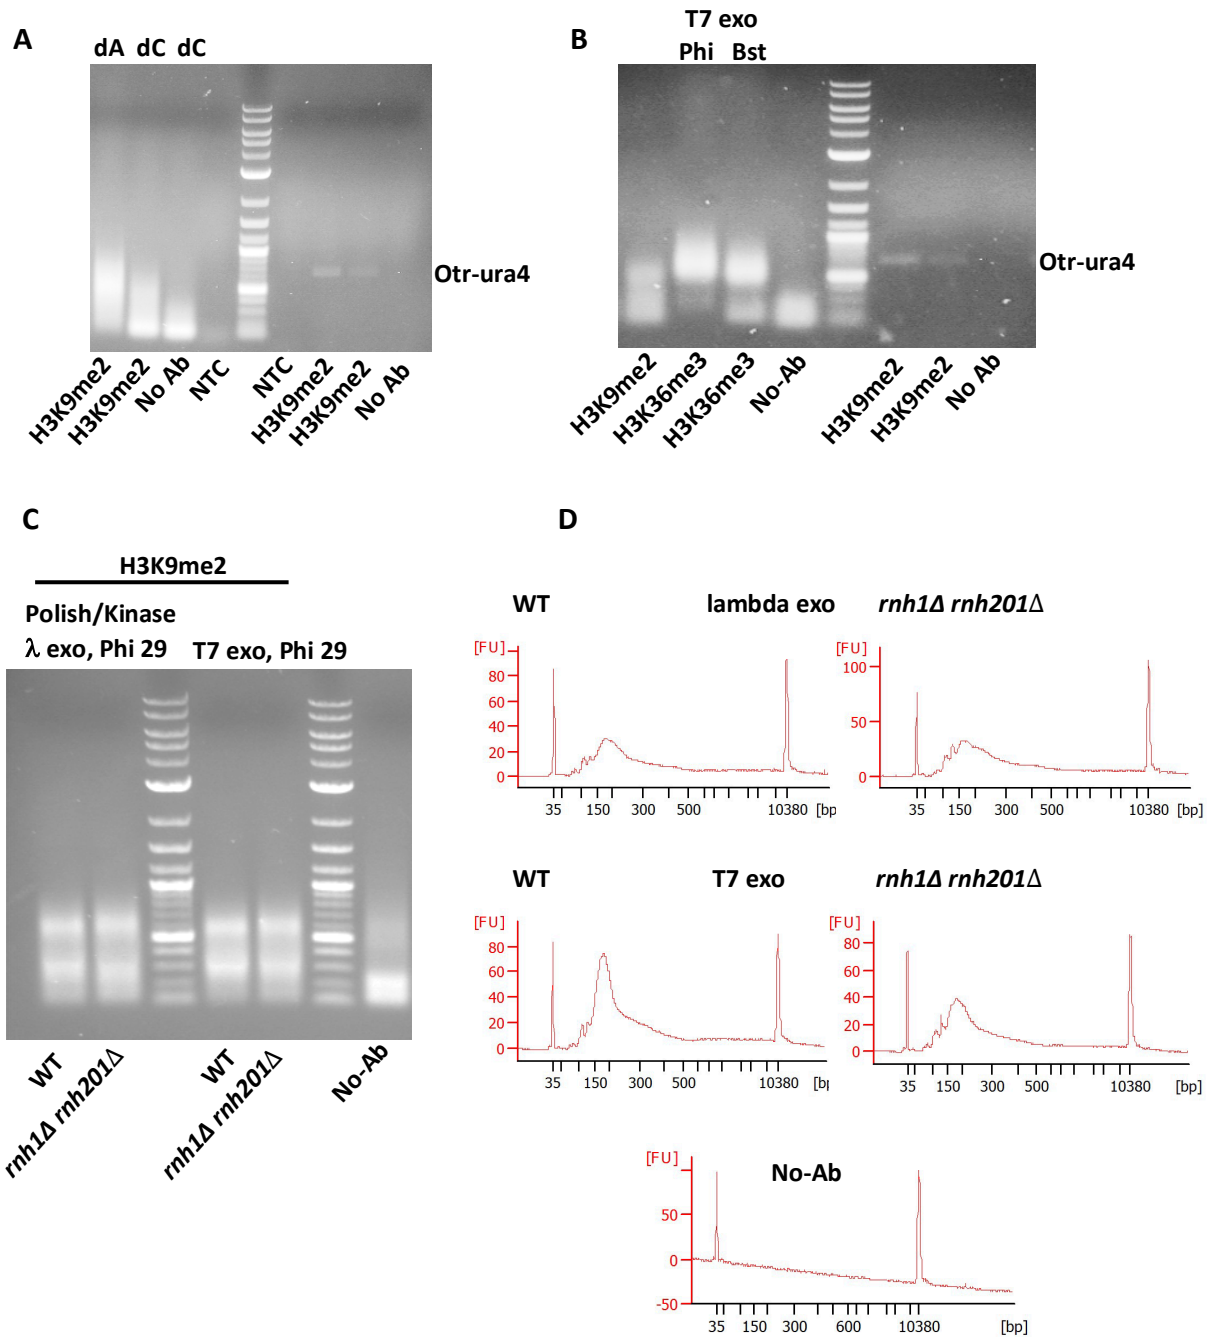 A
dA dC dC
Otr-ura4
H3K9me2
H3K9me2
No Ab
NTC
NTC
H3K9me2
H3K9me2
No Ab
B
T7 exo
Phi Bst
Otr-ura4
H3K9me2
H3K36me3
H3K36me3
No-Ab
H3K9me2
H3K9me2
No Ab
C
H3K9me2
Polish/Kinase
λ exo, Phi 29 T7 exo, Phi 29
WT
rnh1Δ rnh201Δ
WT
rnh1Δ rnh201Δ
No-Ab
D
WT lambda exo rnh1Δ rnh201Δ
[FU]
80
60
40
20
0
35 150 300 500 10380 [bp
[FU]
100
50
0
35 150 300 500 10380 [bp]
WT T7 exo rnh1Δ rnh201Δ
[FU]
80
60
40
20
0
35 150 300 500 10380 [bp
[FU]
80
60
40
20
0
35 150 300 500 10380 [bp]
No-Ab
[FU]
50
0
-50
35 150 300 600 10380 [bp]